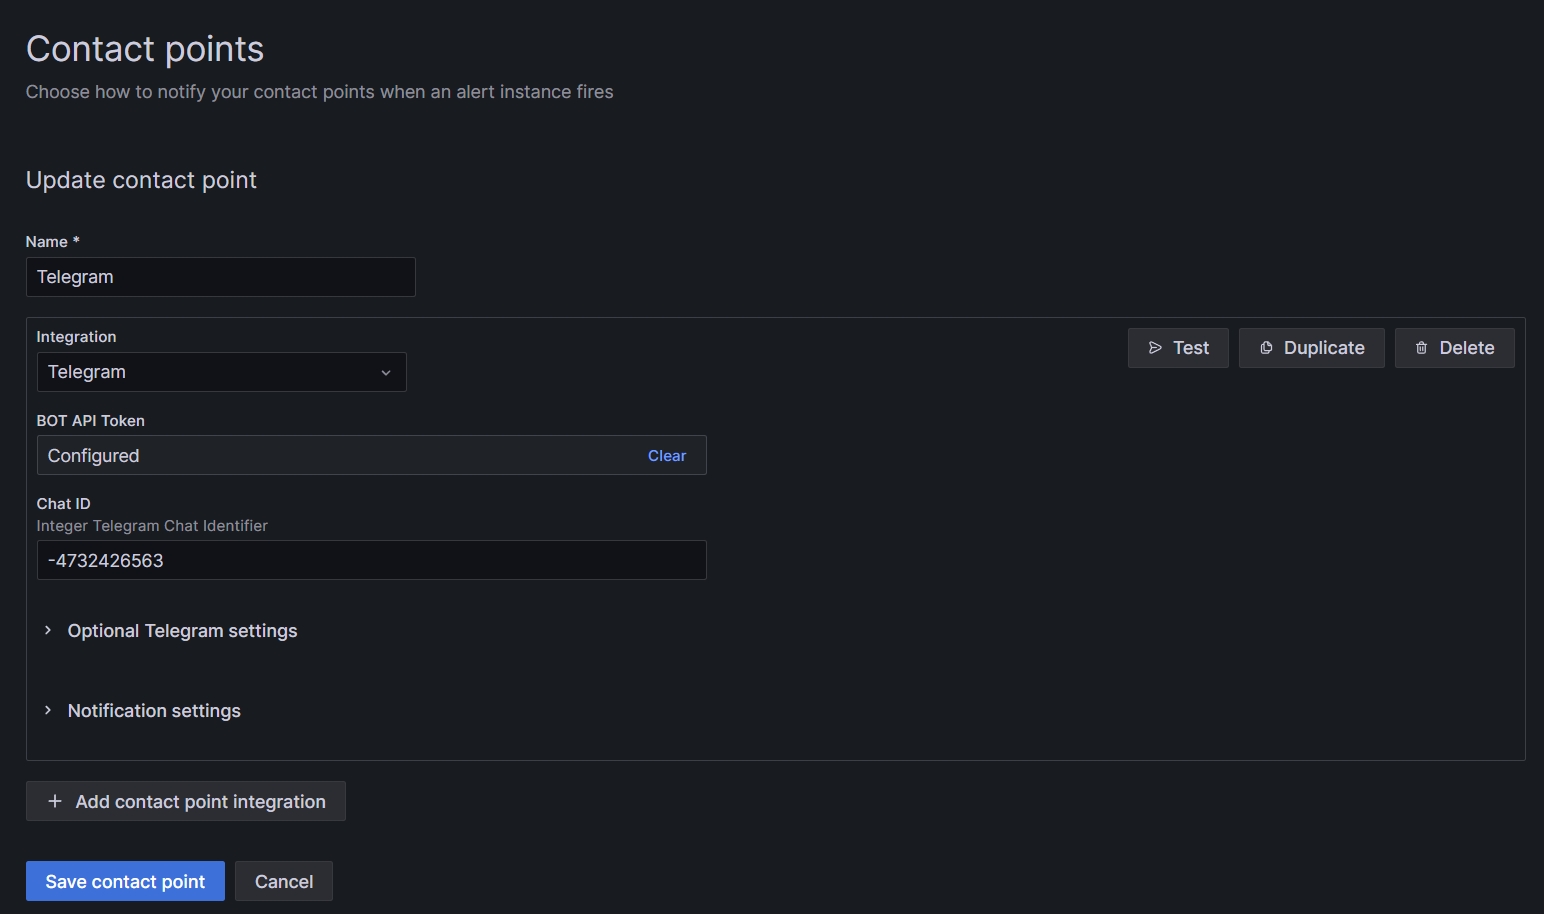 Contact points
Choose how to notify your contact points when an alert instance fires
Update contact point
Name *
Telegram
Integration
Telegram
Test
Duplicate
Delete
BOT API Token
Configured
Clear
Chat ID
Integer Telegram Chat Identifier
-4732426563
Optional Telegram settings
Notification settings
Add contact point integration
Save contact point
Cancel